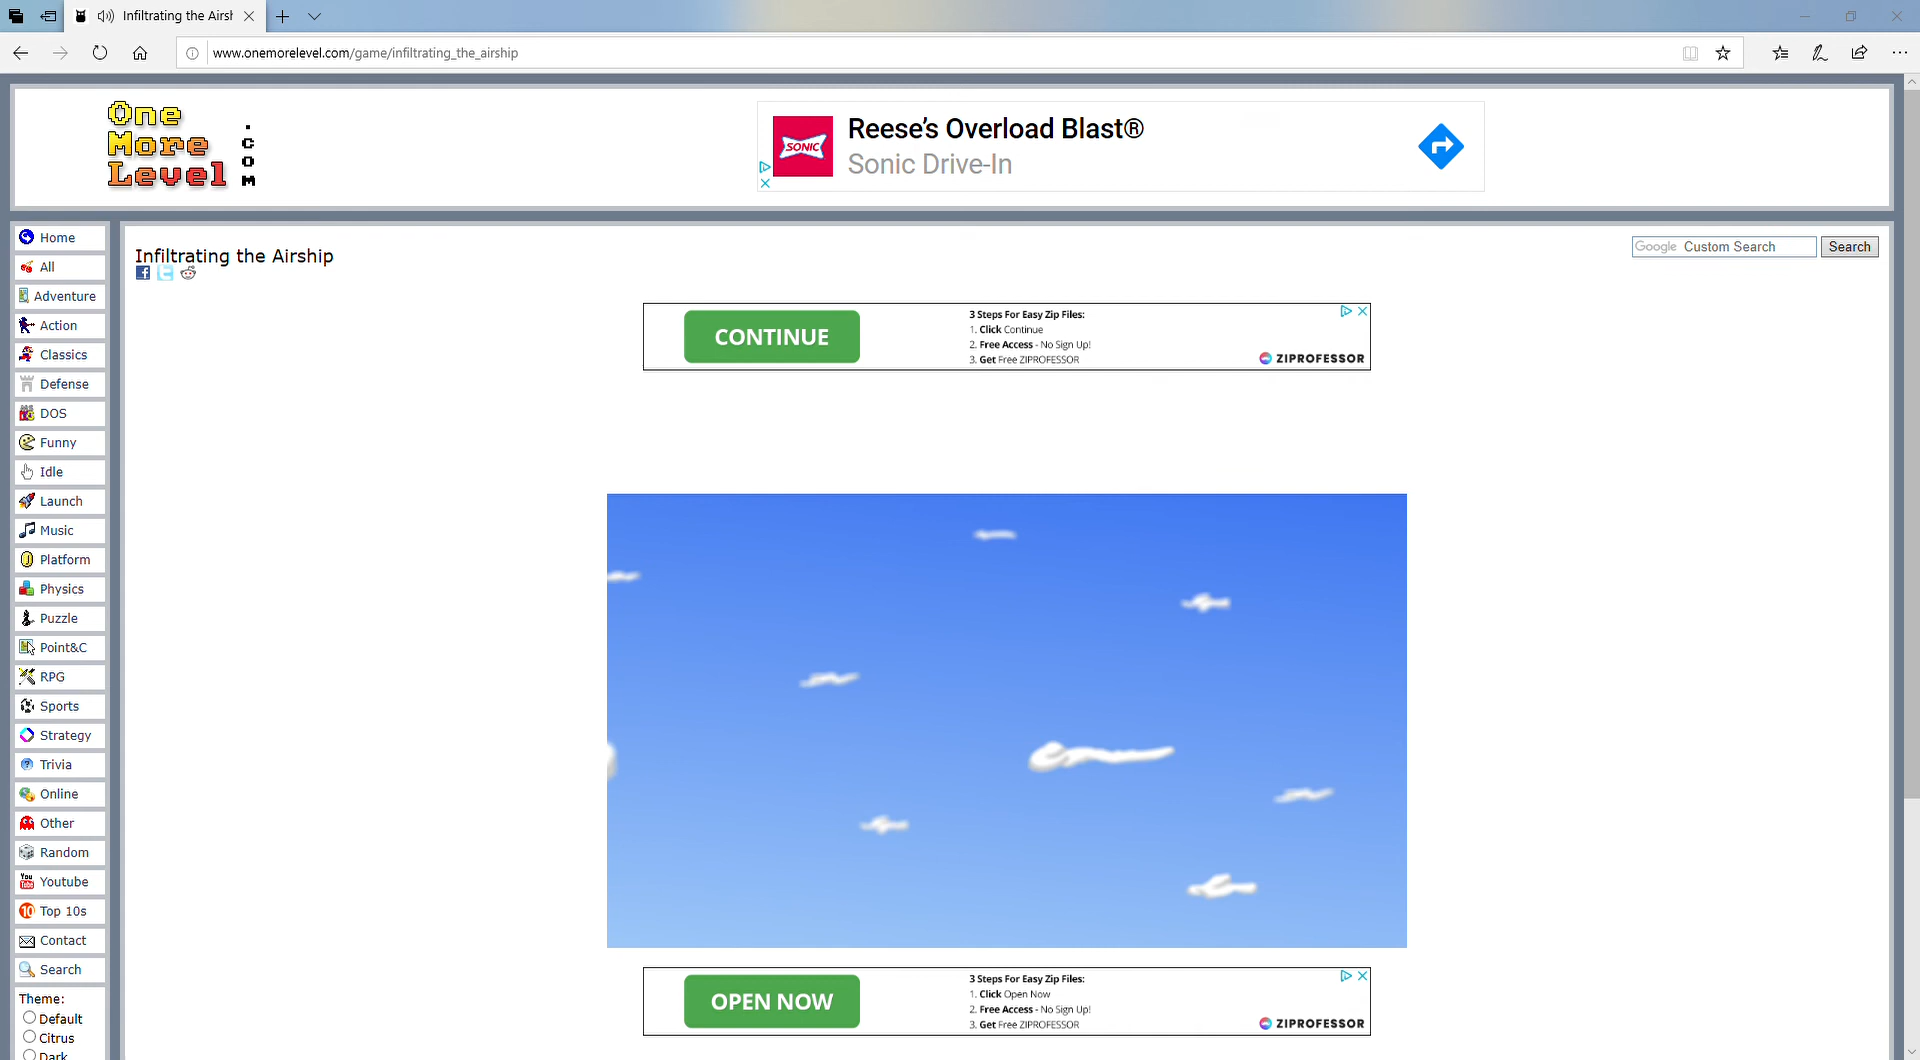 Infiltrating the Airsh
www.onemorelevel.com/game/infiltrating_the_airship
One
More
Level
.com
SONIC
Reese's Overload Blast®
Sonic Drive-In
Home
All
Adventure
Action
Classics
Defense
DOS
Funny
Idle
Launch
Music
Platform
Physics
Puzzle
Point&C
RPG
Sports
Strategy
Trivia
Online
Other
Random
You
Tube
Youtube
10
Top 10s
Contact
Search
Theme:
Default
Citrus
Dark
Infiltrating the Airship
Google Custom Search
Search
CONTINUE
3 Steps For Easy Zip Files:
1. Click Continue
2. Free Access - No Sign Up!
3. Get Free ZIPROFESSOR
ZIPROFESSOR
OPEN NOW
3 Steps For Easy Zip Files:
1. Click Open Now
2. Free Access - No Sign Up!
3. Get Free ZIPROFESSOR
ZIPROFESSOR